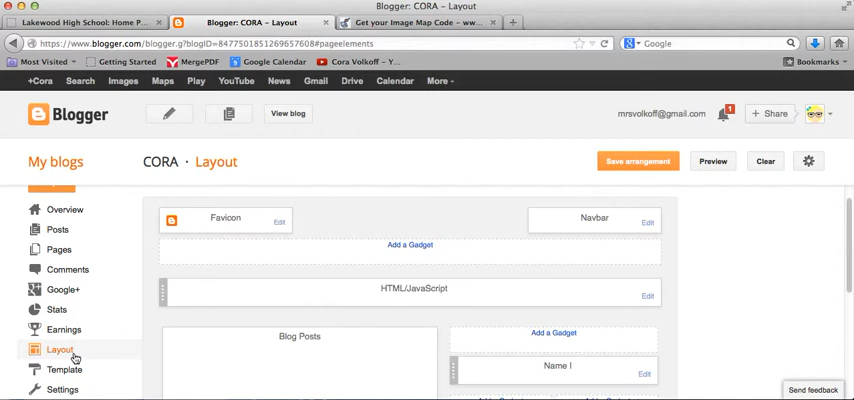 Blogger: CORA – Layout
Lakewood High School: Home P...
Blogger: CORA – Layout
Get your Image Map Code - ww...
https://www.blogger.com/blogger.g?blogID=8477501851269657608#pageelements
Google
Most Visited
Getting Started
MergePDF
Google Calendar
Cora Volkoff – Y...
Bookmarks
+Cora Search Images Maps Play YouTube News Gmail Drive Calendar More
Blogger
View blog
mrsvolkoff@gmail.com
1
+ Share
My blogs
CORA · Layout
Save arrangement
Preview
Clear
Overview
Posts
Pages
Comments
Google+
Stats
Earnings
Layout
Template
Settings
Favicon
Edit
Navbar
Edit
Add a Gadget
HTML/JavaScript
Edit
Blog Posts
Add a Gadget
Name I
Edit
Send feedback